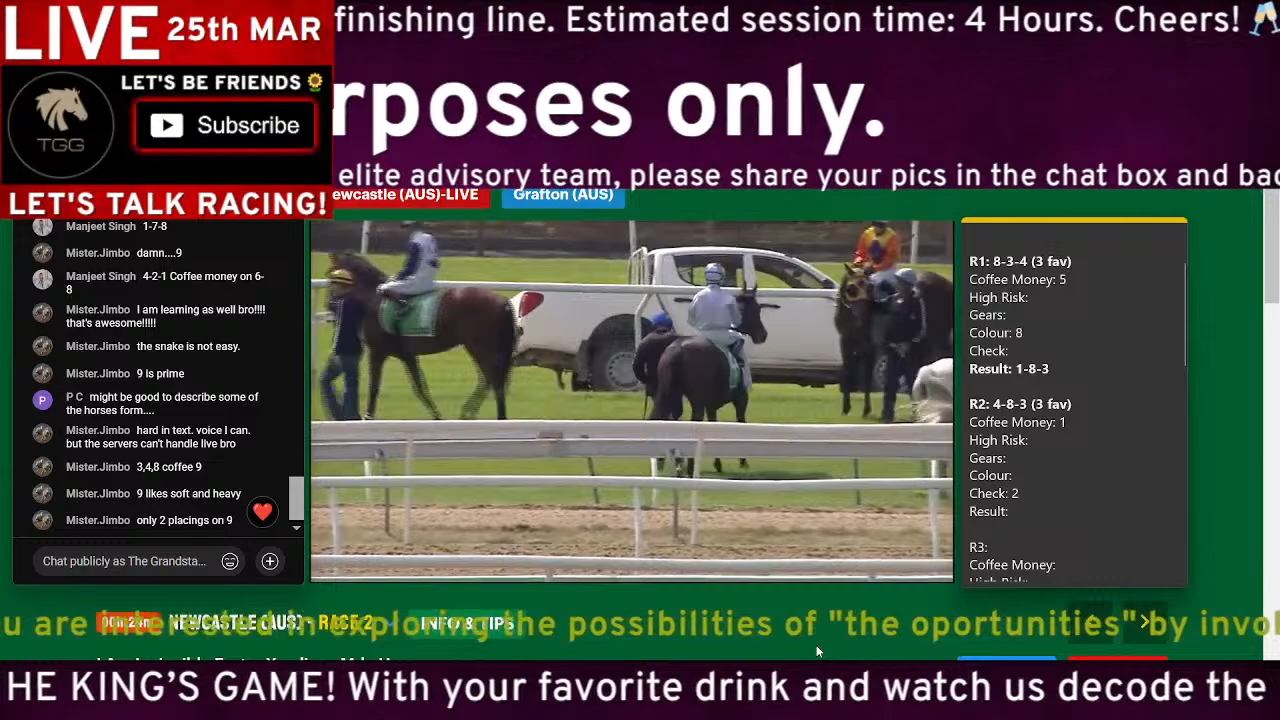 LIVE 25th MAR
finishing line. Estimated session time: 4 Hours. Cheers!
LET'S BE FRIENDS
Subscribe
TGG
rposes only.
elite advisory team, please share your pics in the chat box and bac
LET'S TALK RACING!
ewcastle (AUS)-LIVE
Grafton (AUS)
Manjeet Singh 1-7-8
Mister.Jimbo damn....9
Manjeet Singh 4-2-1 Coffee money on 6-
8
Mister.Jimbo I am learning as well bro!!!!
that's awesome!!!!!
Mister.Jimbo the snake is not easy.
Mister.Jimbo 9 is prime
P
P C might be good to describe some of
the horses form....
Mister.Jimbo hard in text. voice I can.
but the servers can't handle live bro
Mister.Jimbo 3,4,8 coffee 9
Mister.Jimbo 9 likes soft and heavy
Mister.Jimbo only 2 placings on 9
Chat publicly as The Grandsta...
R1: 8-3-4 (3 fav)
Coffee Money: 5
High Risk:
Gears:
Colour: 8
Check:
Result: 1-8-3
R2: 4-8-3 (3 fav)
Coffee Money: 1
High Risk:
Gears:
Colour:
Check: 2
Result:
R3:
Coffee Money:
High Risk:
NEWCASTLE (AUS) - RACE 2
INFO & TIPS
u are interested in exploring the possibilities of "the oportunities" by invol
HE KING'S GAME! With your favorite drink and watch us decode the